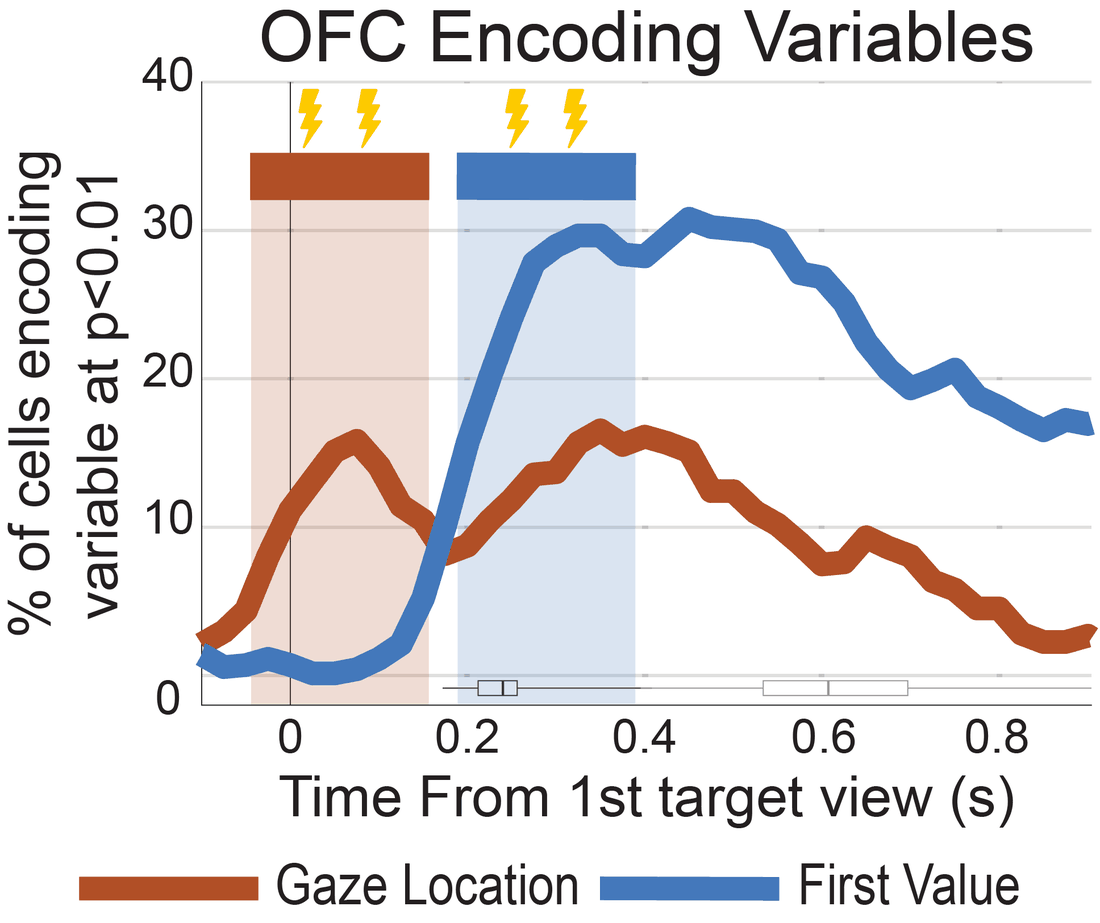 OFC Encoding Variables
% of cells encoding
variable at p<0.01
40
30
20
10
0
0
0.2
0.4
0.6
0.8
Time From 1st target view (s)
Gaze Location
First Value